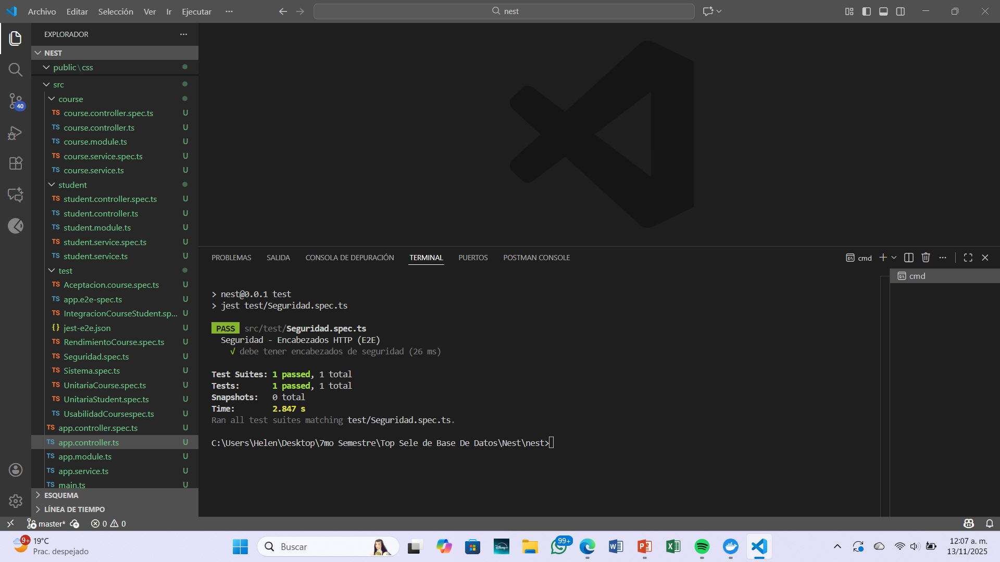 Archivo Editar Selección Ver Ir Ejecutar ···
nest
EXPLORADOR
NEST
public\css
src
course
TS course.controller.spec.ts U
TS course.controller.ts U
TS course.module.ts U
TS course.service.spec.ts U
TS course.service.ts U
student
TS student.controller.spec.ts U
TS student.controller.ts U
TS student.module.ts U
TS student.service.spec.ts U
TS student.service.ts U
test
TS Aceptacion.course.spec.ts U
TS app.e2e-spec.ts U
TS IntegracionCourseStudent.sp... U
{} jest-e2e.json U
TS RendimientoCourse.spec.ts U
TS Seguridad.spec.ts U
TS Sistema.spec.ts U
TS UnitariaCourse.spec.ts U
TS UnitariaStudent.spec.ts U
TS UsabilidadCoursespec.ts U
TS app.controller.spec.ts U
TS app.controller.ts U
TS app.module.ts U
TS app.service.ts U
TS main.ts U
ESQUEMA
LÍNEA DE TIEMPO
40
PROBLEMAS SALIDA CONSOLA DE DEPURACIÓN TERMINAL PUERTOS POSTMAN CONSOLE
cmd
cmd
> nest@0.0.1 test
> jest test/Seguridad.spec.ts
PASS src/test/Seguridad.spec.ts
Seguridad - Encabezados HTTP (E2E)
√ debe tener encabezados de seguridad (26 ms)
Test Suites: 1 passed, 1 total
Tests: 1 passed, 1 total
Snapshots: 0 total
Time: 2.847 s
Ran all test suites matching test/Seguridad.spec.ts.
C:\Users\Helen\Desktop\7mo Semestre\Top Sele de Base De Datos\Nest\nest>
master* 0 0
9+
19°C
Prac. despejado
Buscar
Disney+
99+
12:07 a. m.
13/11/2025